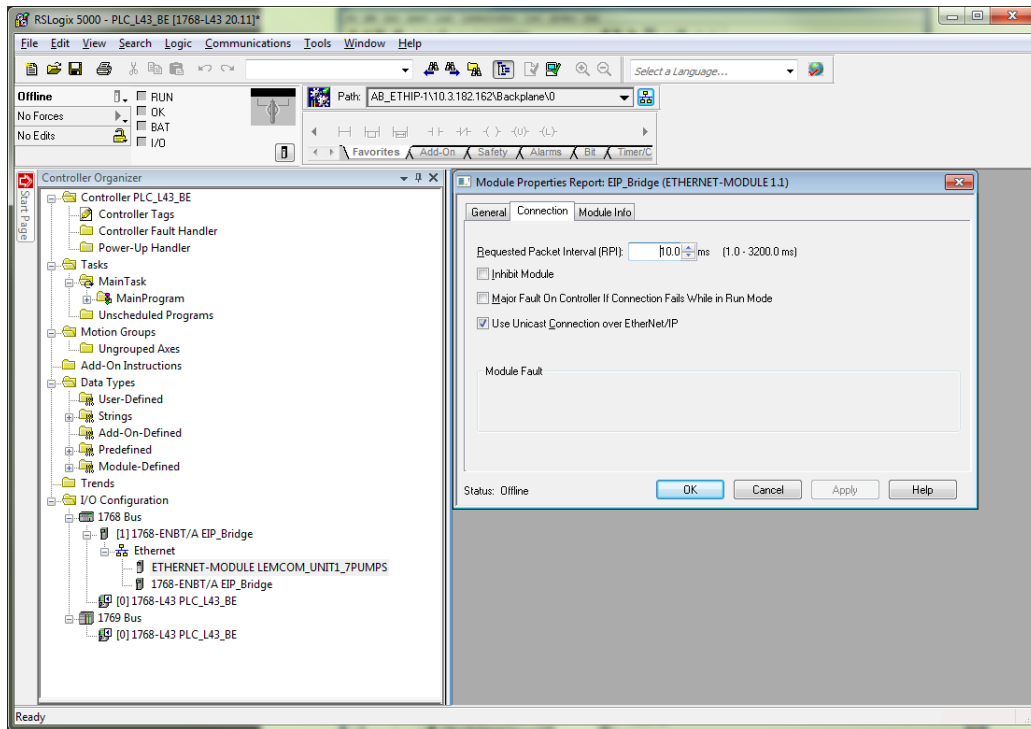 RSLogix 5000 - PLC_L43_BE [1768-L43 20.11]*
File Edit View Search Logic Communications Tools Window Help
Select a Language...
Offline
RUN
No Forces
OK
No Edits
BAT
I/O
Path: AB_ETHIP-1\10.3.182.162\Backplane\0
Favorites Add-On Safety Alarms Bit Timer/C
Start Page
Controller Organizer
Controller PLC_L43_BE
Controller Tags
Controller Fault Handler
Power-Up Handler
Tasks
MainTask
MainProgram
Unscheduled Programs
Motion Groups
Ungrouped Axes
Add-On Instructions
Data Types
User-Defined
Strings
Add-On-Defined
Predefined
Module-Defined
Trends
I/O Configuration
1768 Bus
[1] 1768-ENBT/A EIP_Bridge
Ethernet
ETHERNET-MODULE LEMCOM_UNIT1_7PUMPS
1768-ENBT/A EIP_Bridge
[0] 1768-L43 PLC_L43_BE
1769 Bus
[0] 1768-L43 PLC_L43_BE
Module Properties Report: EIP_Bridge (ETHERNET-MODULE 1.1)
General Connection Module Info
Requested Packet Interval (RPI): 10.0 ms (1.0 - 3200.0 ms)
Inhibit Module
Major Fault On Controller If Connection Fails While in Run Mode
Use Unicast Connection over EtherNet/IP
Module Fault
Status: Offline
OK Cancel Apply Help
Ready